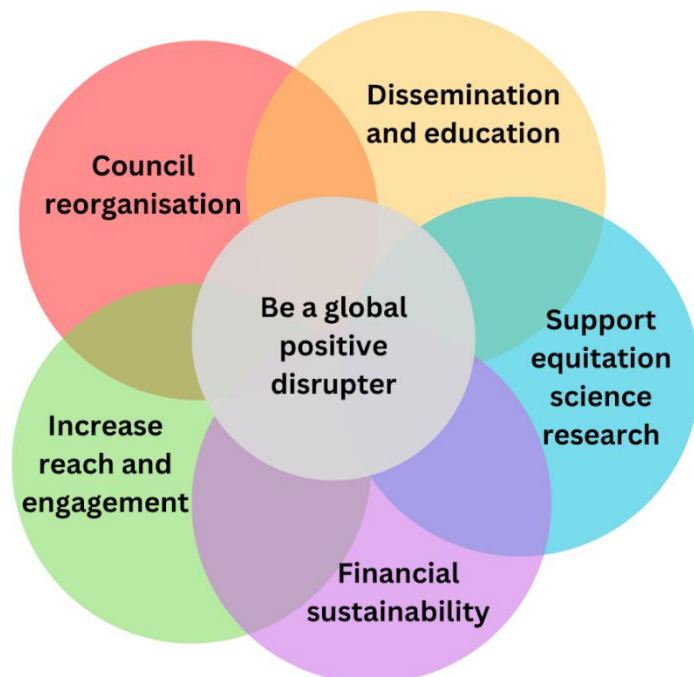 Dissemination
and education
Council
reorganisation
Be a global
positive
disrupter
Support
equitation
science
research
Increase
reach and
engagement
Financial
sustainability